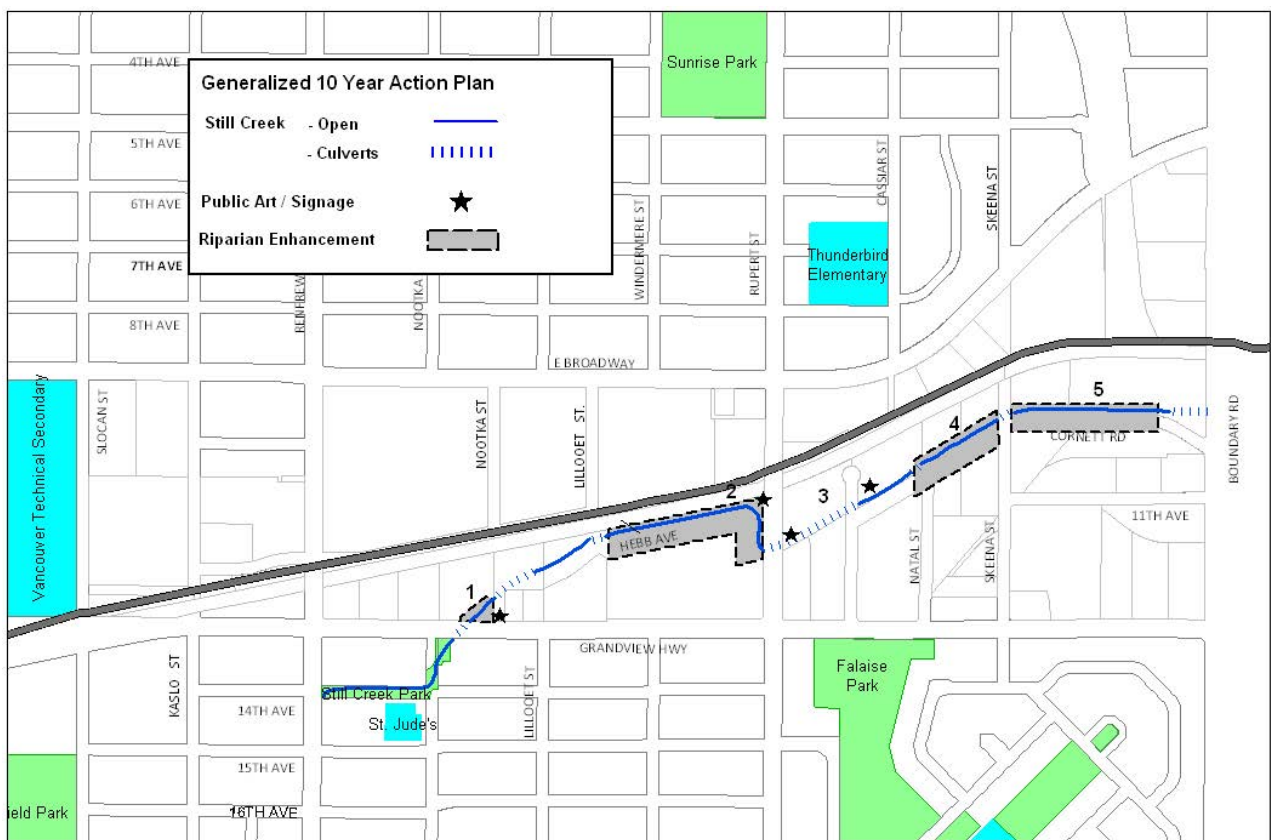 4TH AVE
Sunrise Park
Generalized 10 Year Action Plan
Still Creek - Open
- Culverts
Public Art / Signage
Riparian Enhancement
5TH AVE
6TH AVE
7TH AVE
8TH AVE
RENFREW
NOOTKA
WINDERMERE ST
RUPERT ST
CASSIAR ST
SKEENA ST
Thunderbird
Elementary
E BROADWAY
Vancouver Technical Secondary
SLOCAN ST
NOOTKA ST
LILLOOET ST.
5
4
CORNETT RD
BOUNDARY RD
2
3
11TH AVE
HEBB AVE
NATAL ST
SKEENA ST
1
GRANDVIEW HWY
KASLO ST
Still Creek Park
14TH AVE
St. Jude's
LILLOOET ST
Falaise
Park
15TH AVE
16TH AVE
ield Park